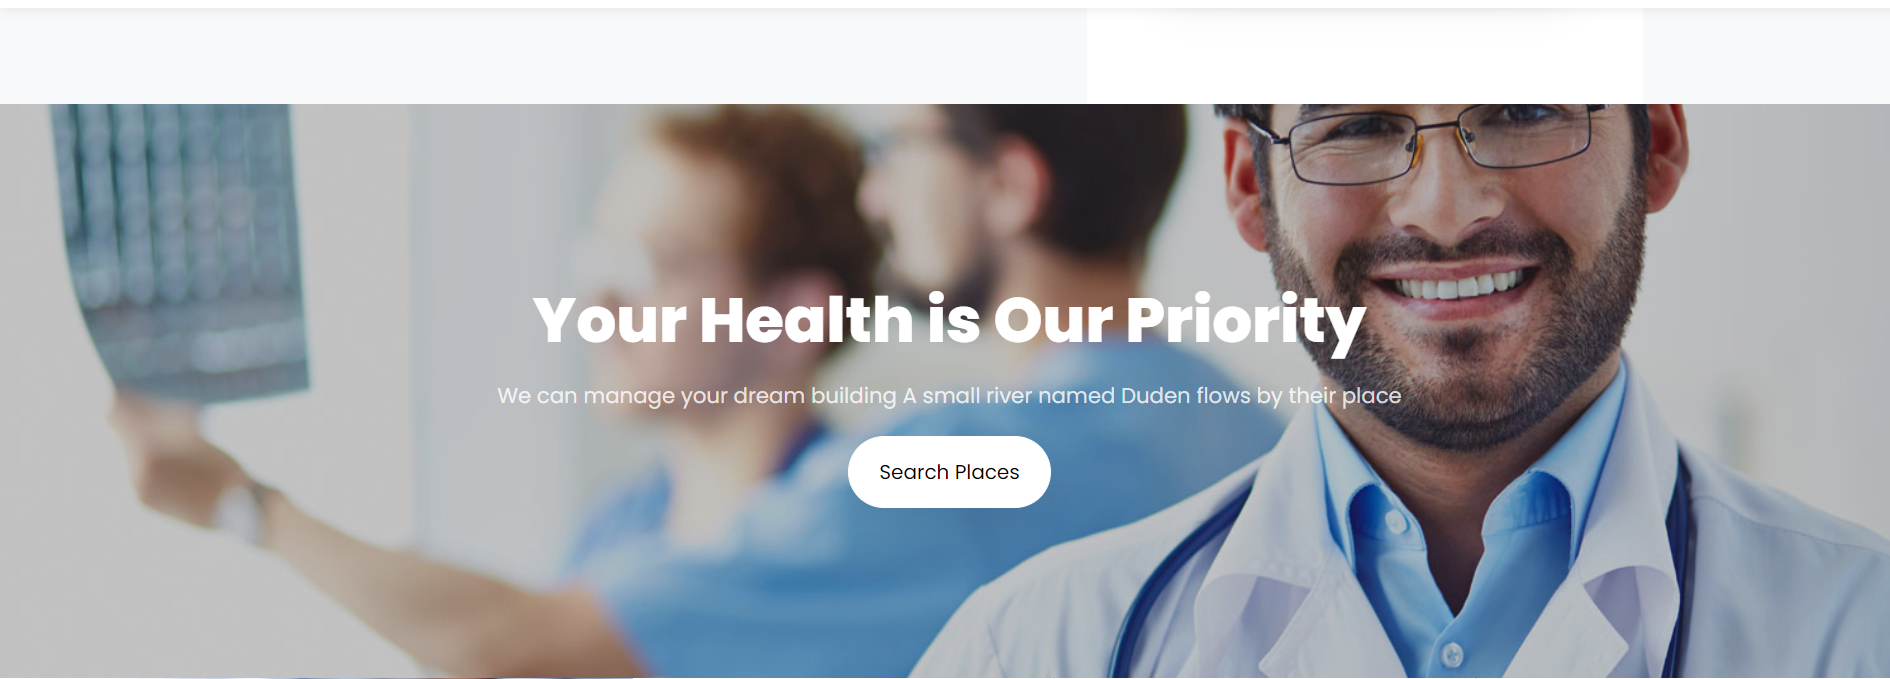 Your Health is Our Priority
We can manage your dream building A small river named Duden flows by their place
Search Places